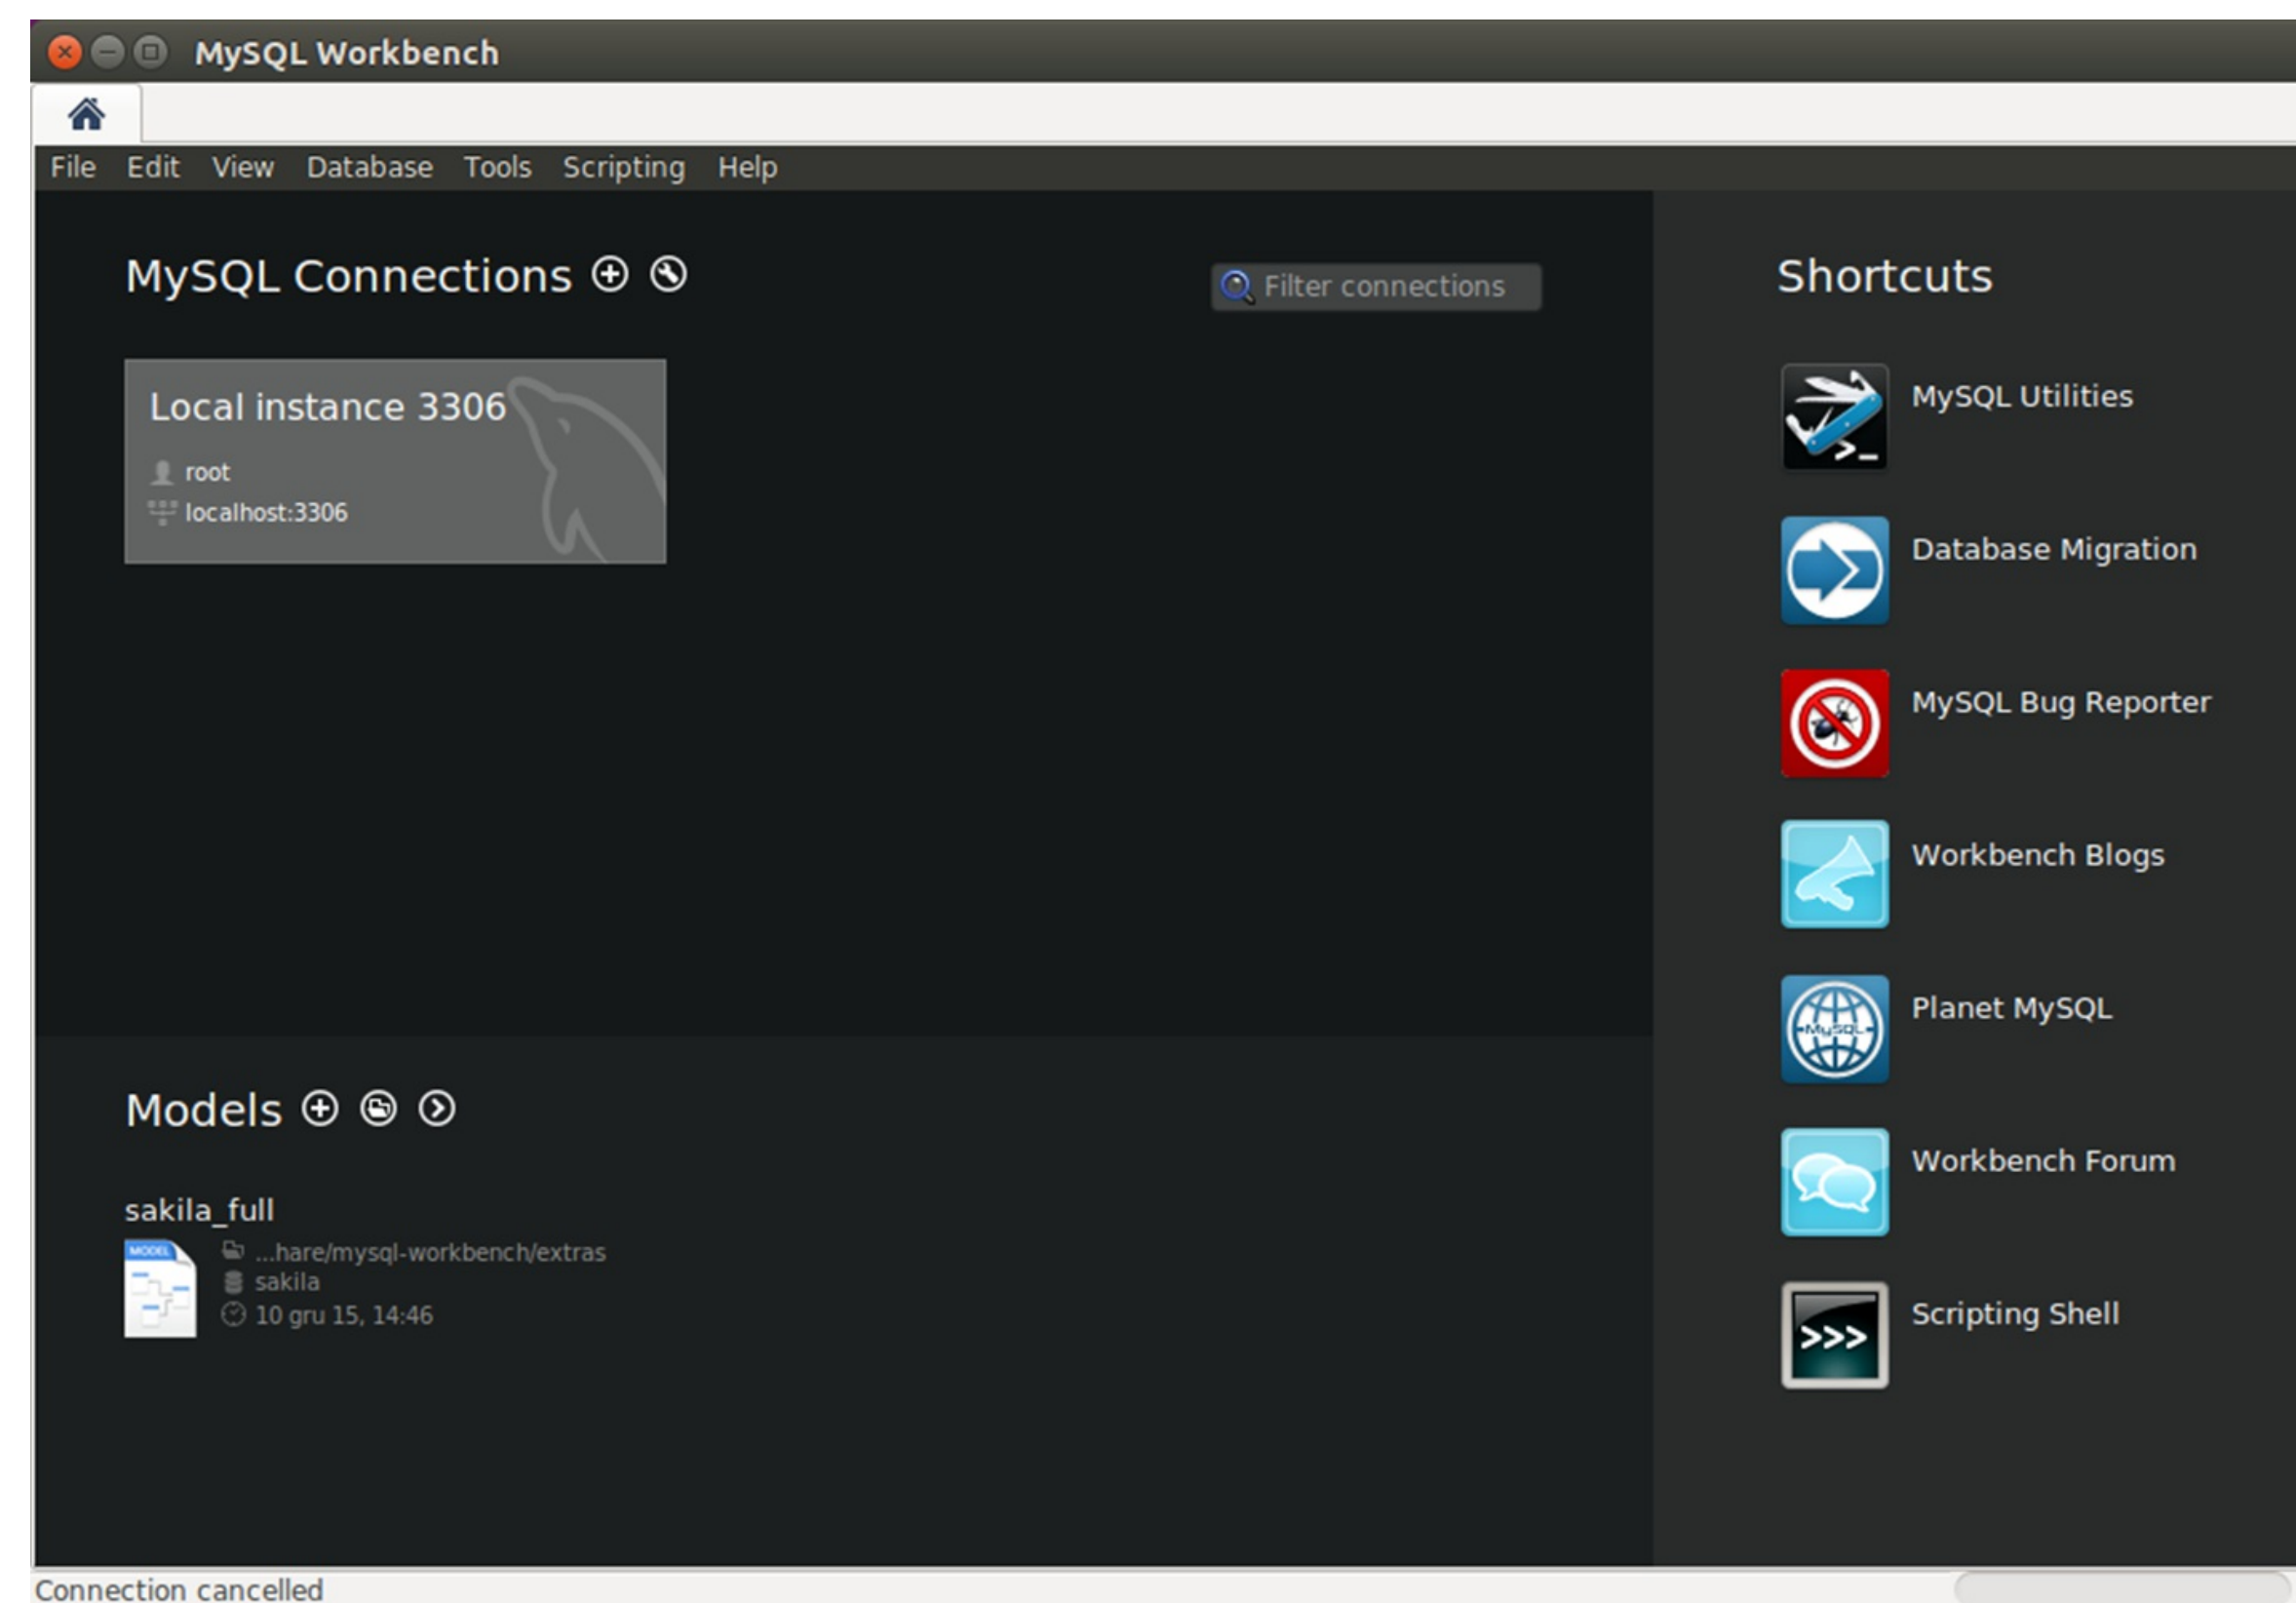 MySQL Workbench
File Edit View Database Tools Scripting Help
MySQL Connections
Filter connections
Local instance 3306
root
localhost:3306
Models
sakila_full
MODEL
...hare/mysql-workbench/extras
sakila
10 gru 15, 14:46
Shortcuts
>_
MySQL Utilities
Database Migration
MySQL Bug Reporter
Workbench Blogs
MySQL
Planet MySQL
Workbench Forum
>>>
Scripting Shell
Connection cancelled